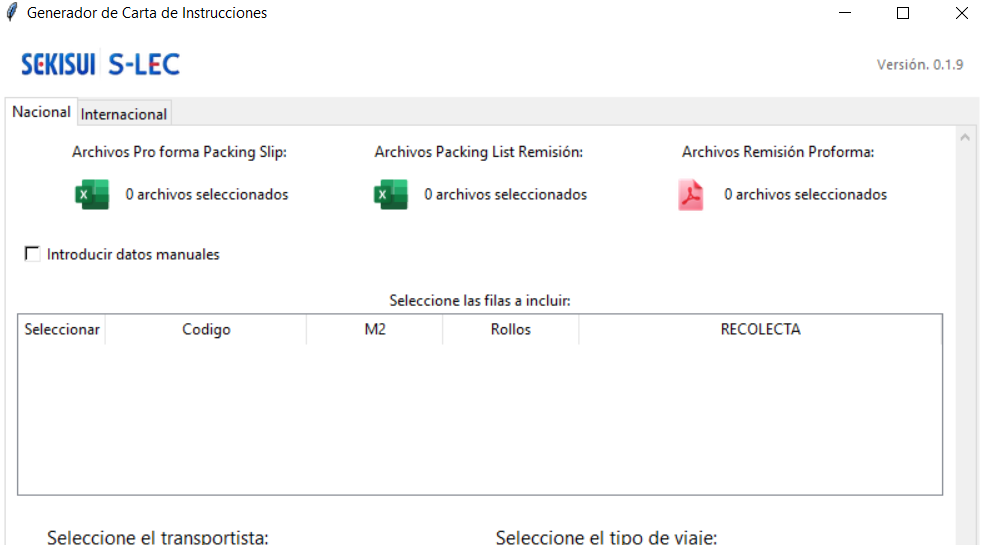 Generador de Carta de Instrucciones
SEKISUI S-LEC
Versión. 0.1.9
Nacional Internacional
Archivos Pro forma Packing Slip: Archivos Packing List Remisión: Archivos Remisión Proforma:
0 archivos seleccionados 0 archivos seleccionados 0 archivos seleccionados
Introducir datos manuales
Seleccione las filas a incluir:
Seleccionar Codigo M2 Rollos RECOLECTA
Seleccione el transportista: Seleccione el tipo de viaje: